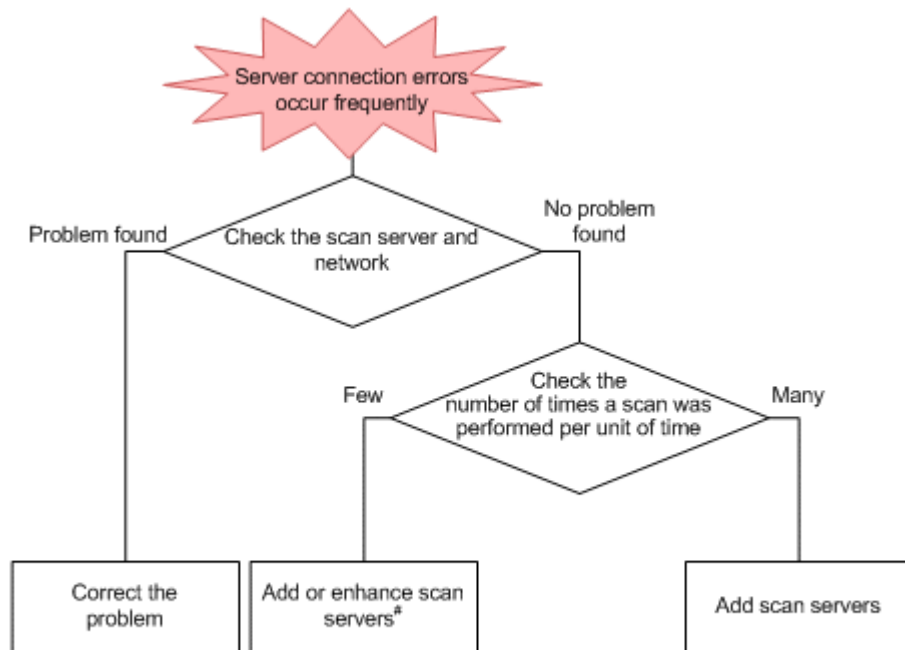 Server connection errors
occur frequently
Problem found
No problem
found
Check the scan server and
network
Few
Check the
number of times a scan was
performed per unit of time
Many
Correct the
problem
Add or enhance scan
servers#
Add scan servers